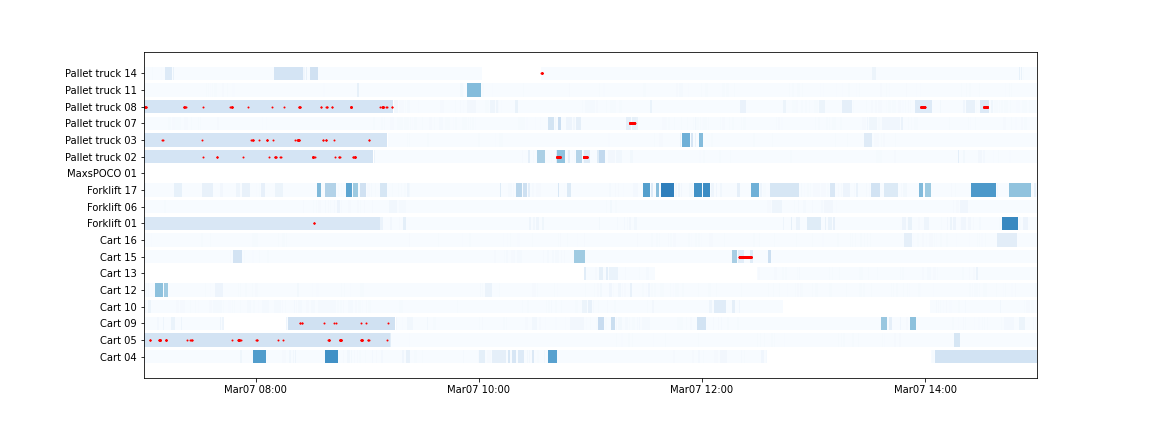 Pallet truck 14
Pallet truck 11
Pallet truck 08
Pallet truck 07
Pallet truck 03
Pallet truck 02
MaxsPOCO 01
Forklift 17
Forklift 06
Forklift 01
Cart 16
Cart 15
Cart 13
Cart 12
Cart 10
Cart 09
Cart 05
Cart 04
Mar07 08:00 Mar07 10:00 Mar07 12:00 Mar07 14:00